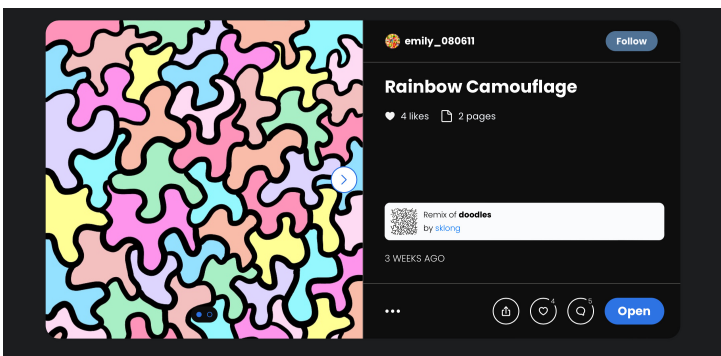 emily_080611
Follow
Rainbow Camouflage
4 likes
2 pages
Remix of doodles
by sklong
3 WEEKS AGO
4
5
Open